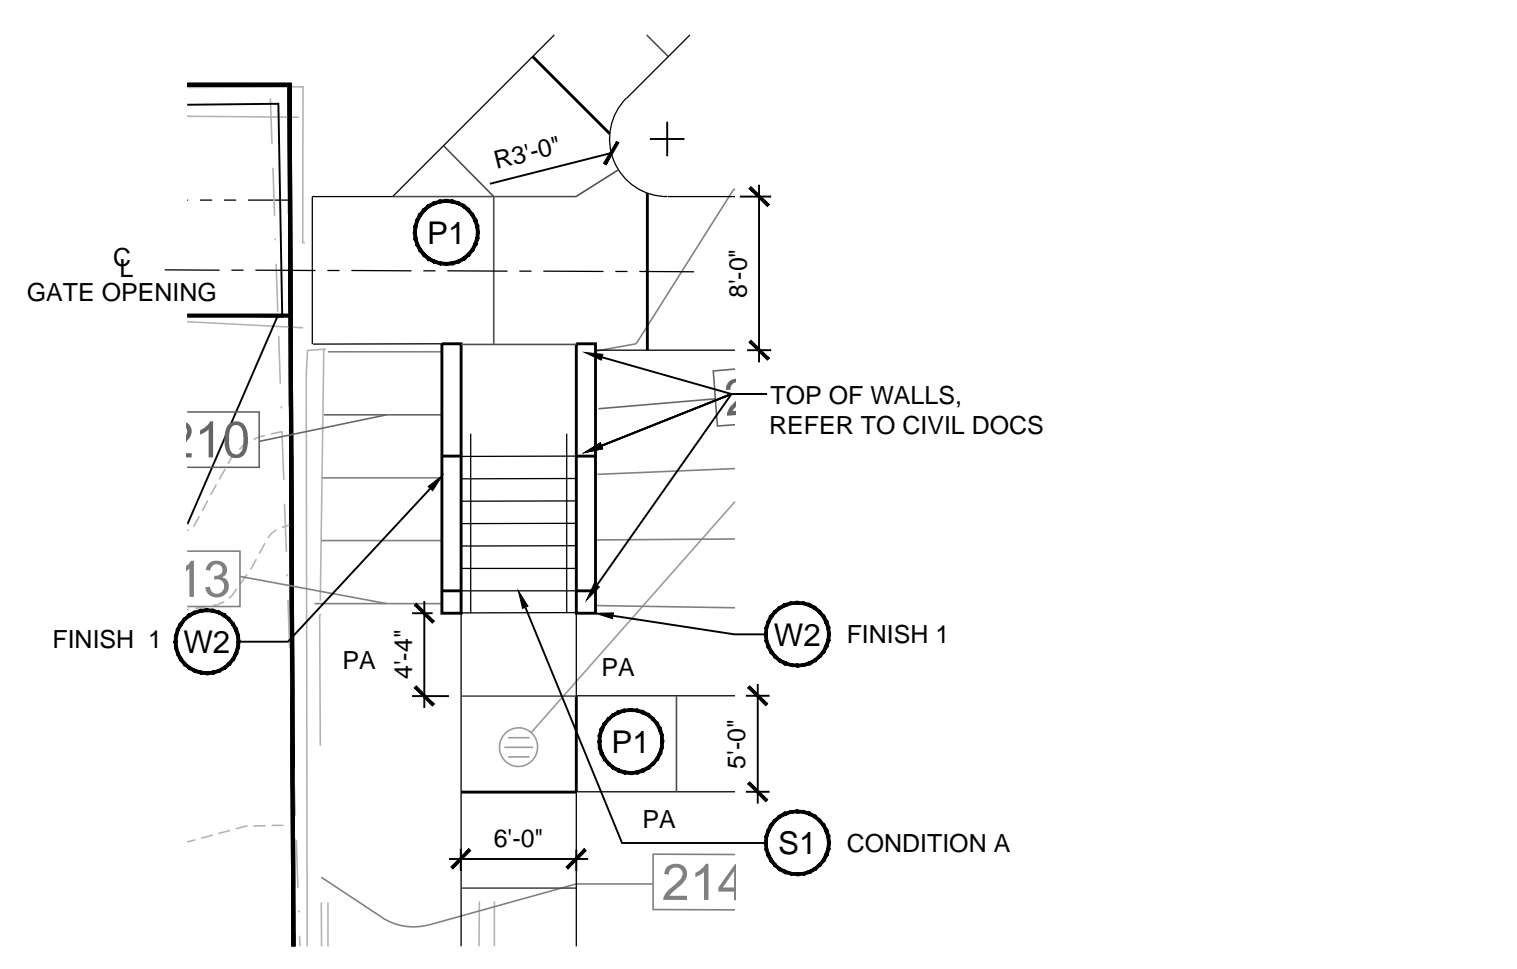 R3'-0"
P1
℄
GATE OPENING
8'-0"
TOP OF WALLS,
REFER TO CIVIL DOCS
210
13
FINISH 1
W2
PA
4'-4"
PA
W2
FINISH 1
P1
5'-0"
PA
6'-0"
S1
CONDITION A
214